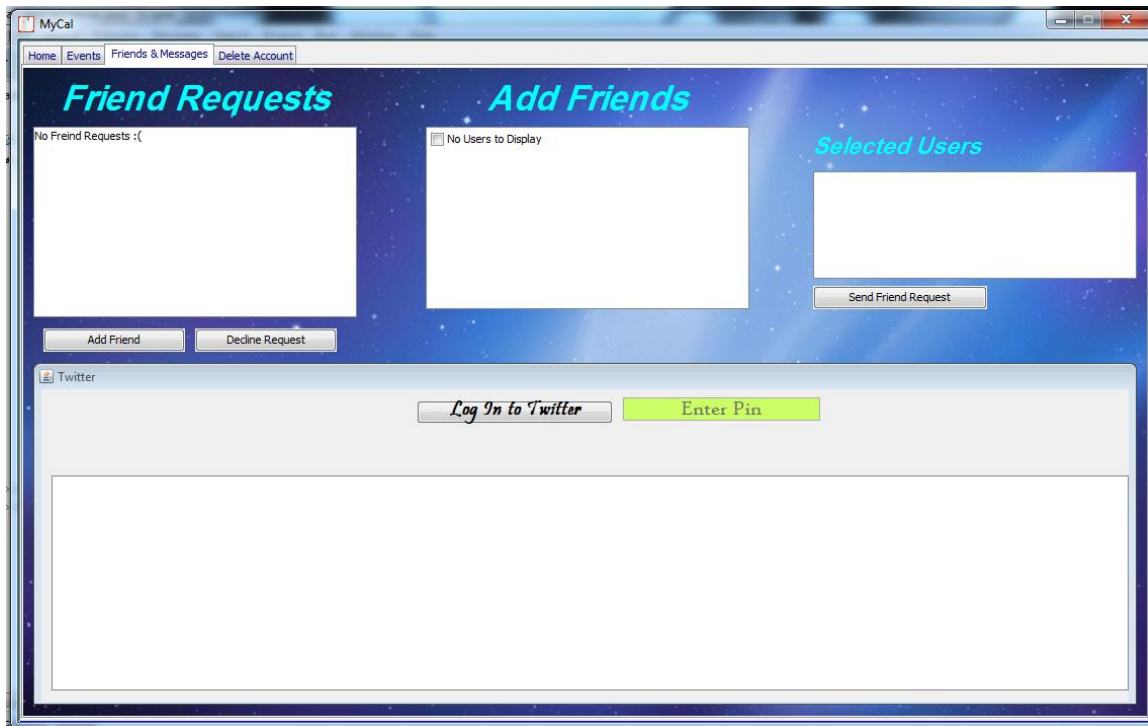 MyCal
Home Events Friends & Messages Delete Account
Friend Requests
Add Friends
No Freind Requests :(
No Users to Display
Selected Users
Send Friend Request
Add Friend
Decline Request
Twitter
Log In to Twitter
Enter Pin